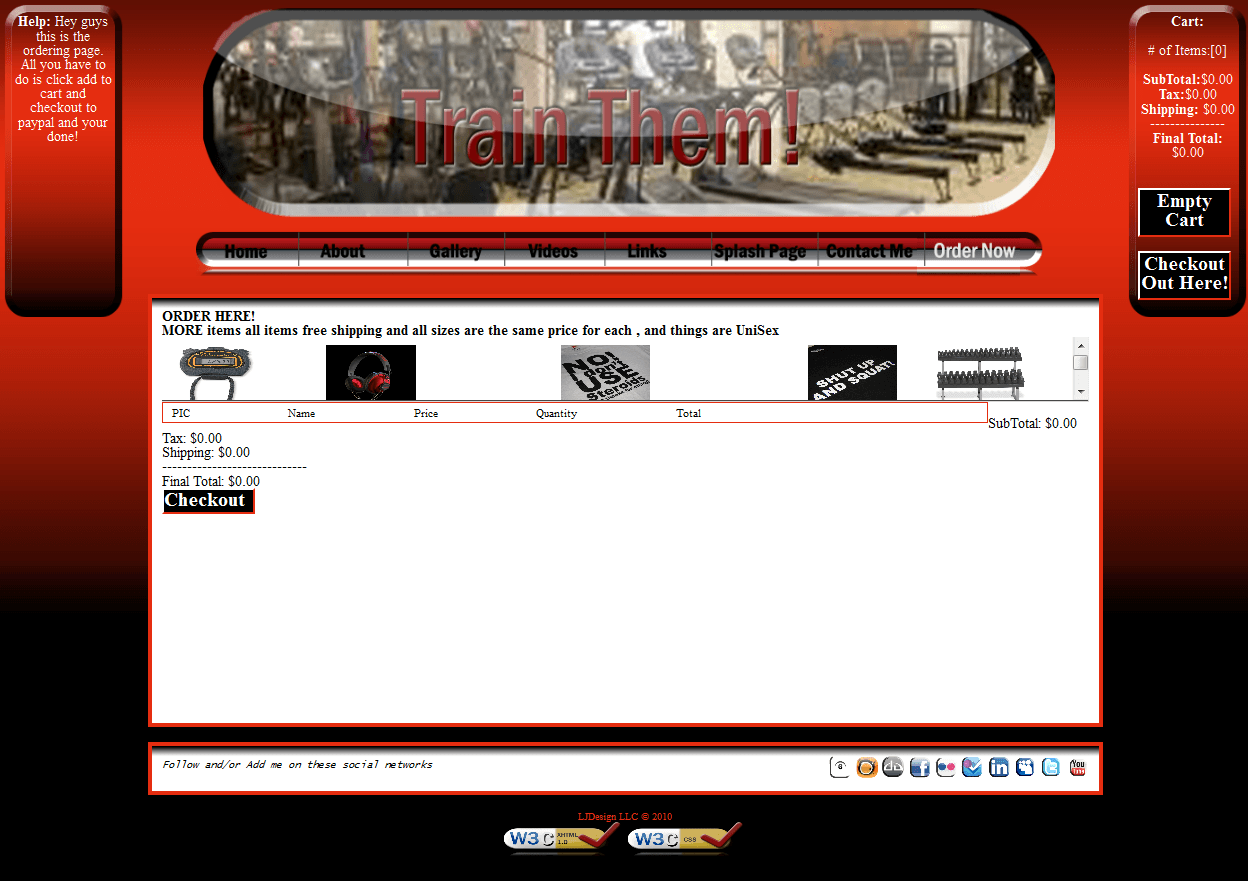 Help: Hey guys
this is the
ordering page.
All you have to
do is click add to
cart and
checkout to
paypal and your
done!
Train Them!
Cart:
# of Items:[0]
SubTotal:$0.00
Tax:$0.00
Shipping: $0.00
---------------
Final Total:
$0.00
Empty
Cart
Checkout
Out Here!
Home About Gallery Videos Links Splash Page Contact Me Order Now
ORDER HERE!
MORE items all items free shipping and all sizes are the same price for each , and things are UniSex
NO!
Don't
USE
steroids
SHUT UP
AND SQUAT!
PIC Name Price Quantity Total
SubTotal: $0.00
Tax: $0.00
Shipping: $0.00
-----------------------------
Final Total: $0.00
Checkout
Follow and/or Add me on these social networks
da f in t You
LJDesign LLC © 2010
W3C XHTML 1.0 W3C CSS